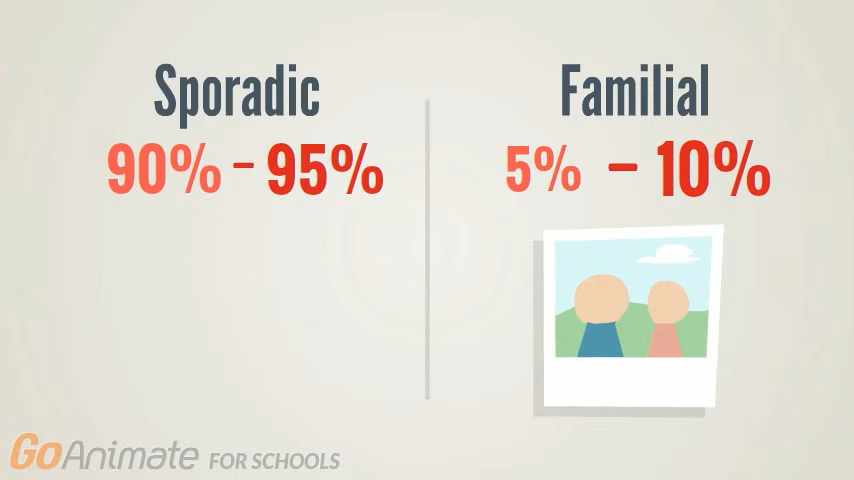 Sporadic
90% – 95%
Familial
5% – 10%
GoAnimate FOR SCHOOLS